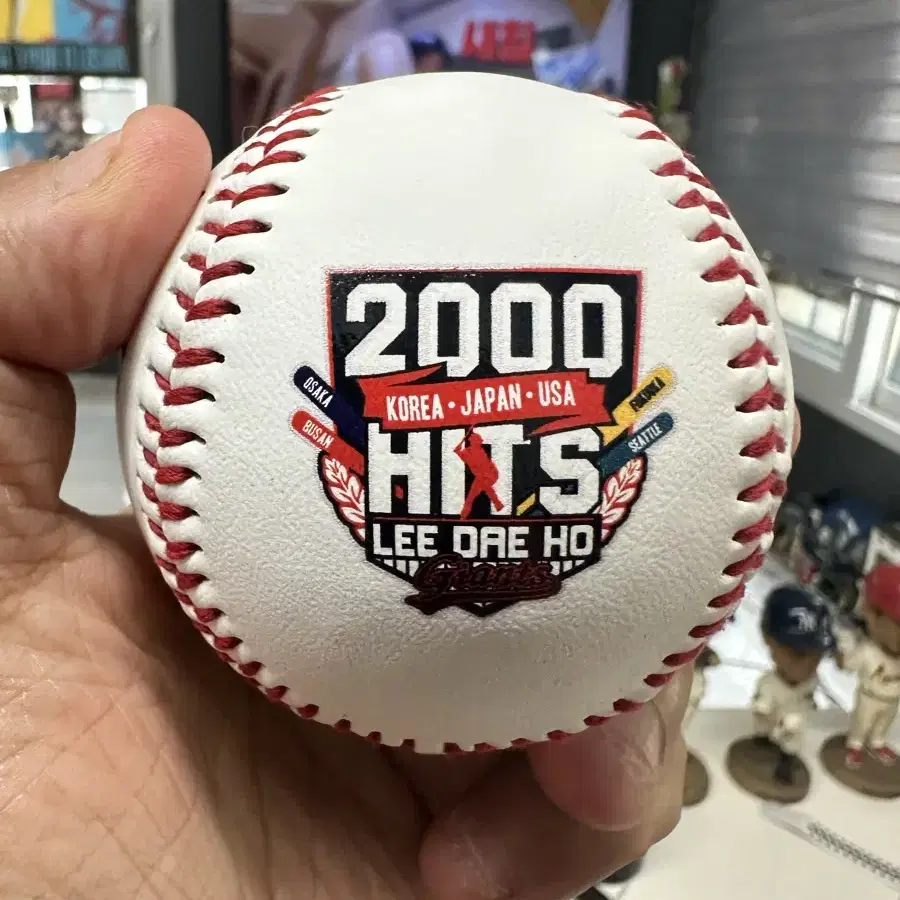 2000
KOREA · JAPAN · USA
OSAKA
FUKUOKA
BUSAN
SEATTLE
HITS
LEE DAE HO
Giants